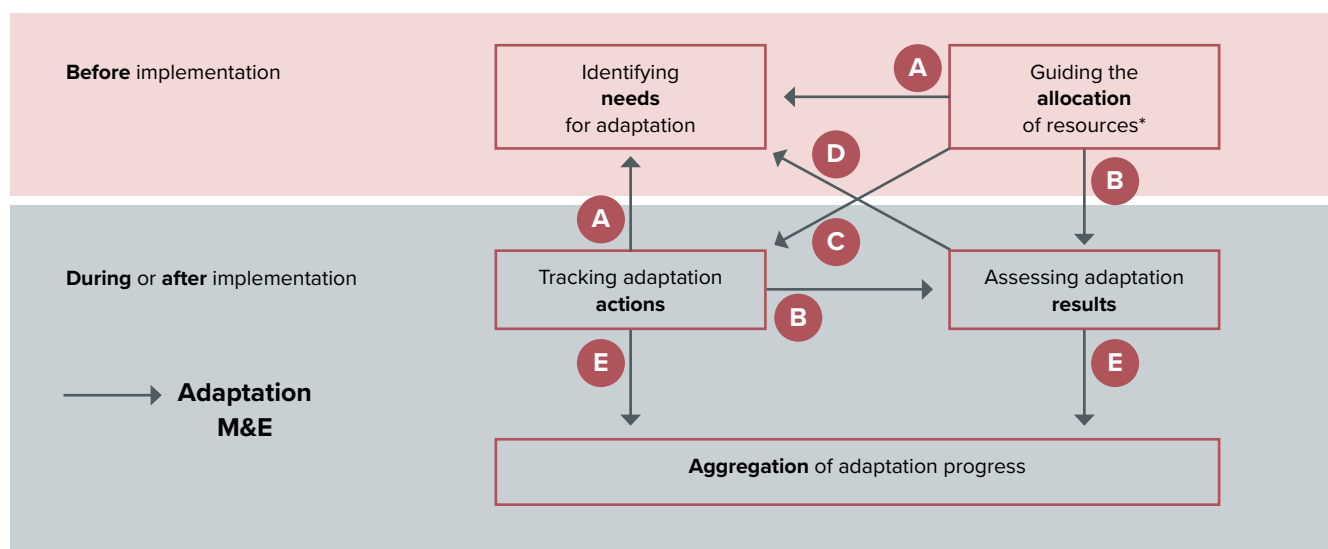 Before implementation
Identifying
needs
for adaptation
A
Guiding the
allocation
of resources*
D
B
A
C
During or after implementation
Tracking adaptation
actions
B
Assessing adaptation
results
E
E
Adaptation
M&E
Aggregation of adaptation progress